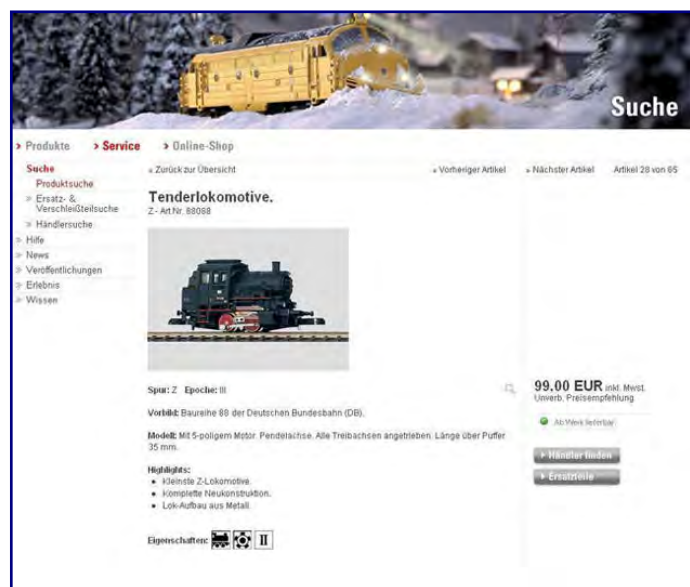 Suche
Produkte Service Online-Shop
Suche
Produktsuche
Ersatz- &
Verschleißteilsuche
Händlersuche
Hilfe
News
Veröffentlichungen
Erlebnis
Wissen
« Zurück zur Übersicht » Vorheriger Artikel » Nächster Artikel Artikel 28 von 65
Tenderlokomotive.
Z - Art.Nr. 88088
Spur: Z Epoche: III
Vorbild: Baureihe 88 der Deutschen Bundesbahn (DB).
Modell: Mit 5-poligem Motor. Pendelachse. Alle Treibachsen angetrieben. Länge über Puffer
35 mm.
Highlights:
• Kleinste Z-Lokomotive.
• Komplette Neukonstruktion.
• Lok-Aufbau aus Metall.
Eigenschaften: II
99.00 EUR inkl. Mwst.
Unverb. Preisempfehlung
Ab Werk lieferbar
Händler finden
Ersatzteile